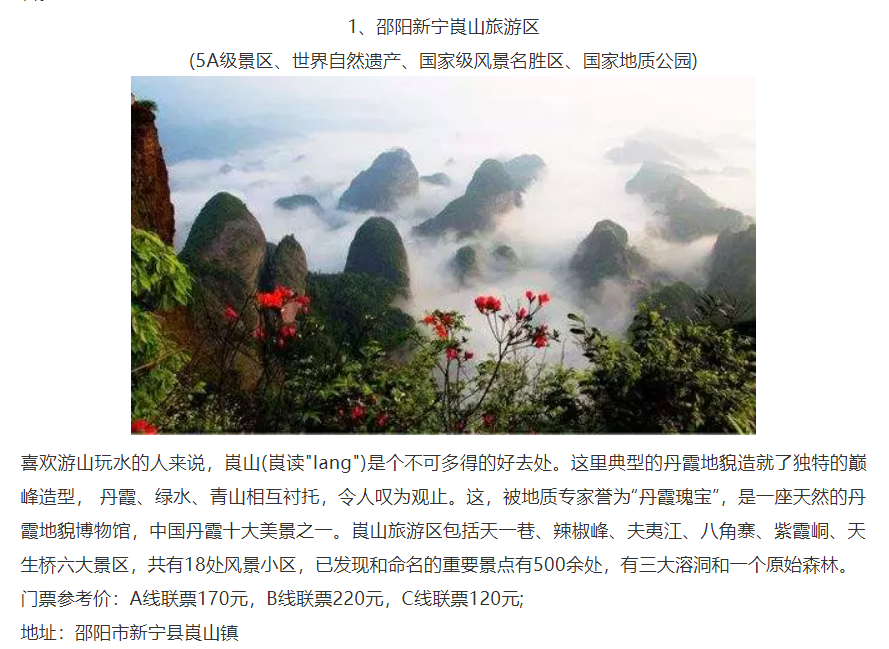 1、邵阳新宁崀山旅游区
(5A级景区、世界自然遗产、国家级风景名胜区、国家地质公园)
喜欢游山玩水的人来说，崀山(崀读"lang")是个不可多得的好去处。这里典型的丹霞地貌造就了独特的巅
峰造型， 丹霞、绿水、青山相互衬托，令人叹为观止。这，被地质专家誉为“丹霞瑰宝”，是一座天然的丹
霞地貌博物馆，中国丹霞十大美景之一。崀山旅游区包括天一巷、辣椒峰、夫夷江、八角寨、紫霞峒、天
生桥六大景区，共有18处风景小区，已发现和命名的重要景点有500余处，有三大溶洞和一个原始森林。
门票参考价：A线联票170元，B线联票220元，C线联票120元;
地址：邵阳市新宁县崀山镇